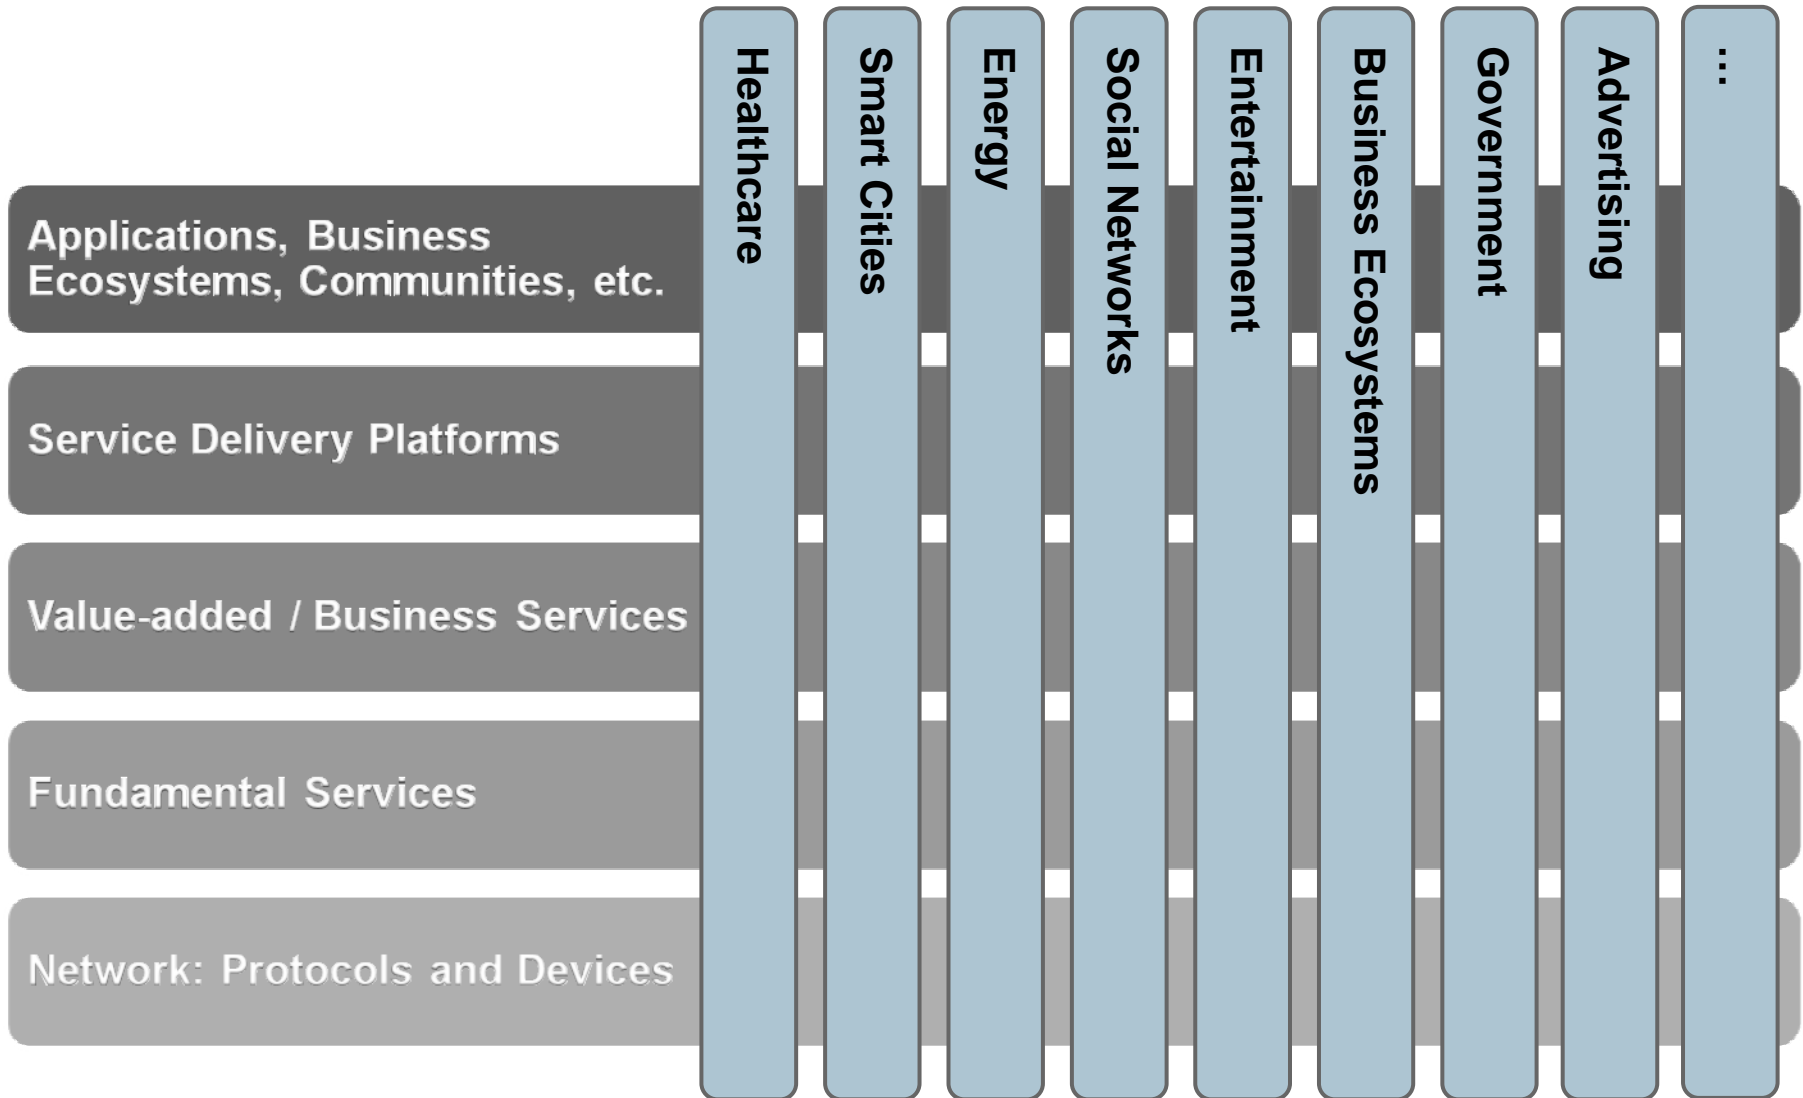 Healthcare
Smart Cities
Energy
Social Networks
Entertainment
Business Ecosystems
Government
Advertising
...
Applications, Business
Ecosystems, Communities, etc.
Service Delivery Platforms
Value-added / Business Services
Fundamental Services
Network: Protocols and Devices